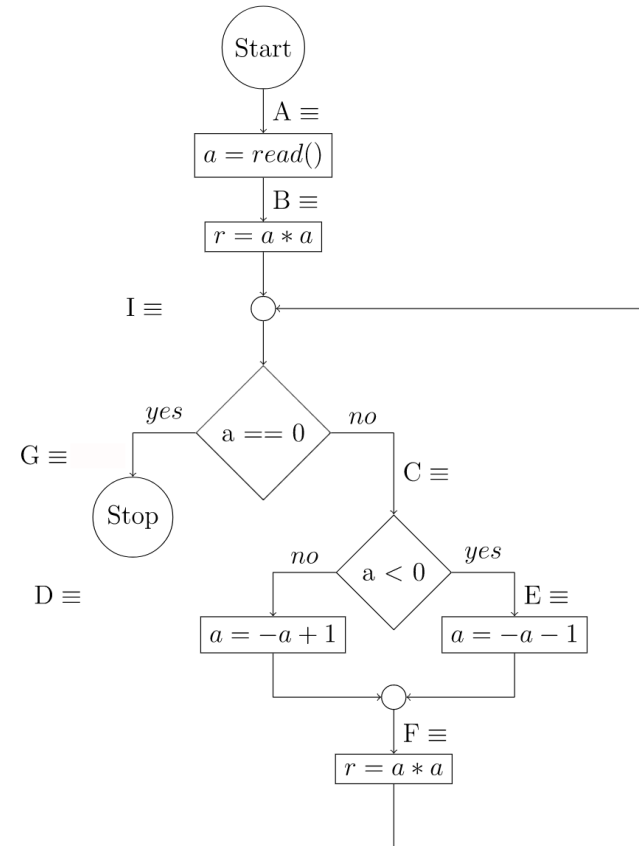 Start
A ≡
a = read()
B ≡
r = a ∗ a
I ≡
yes
a == 0
no
G ≡
C ≡
Stop
no
a < 0
yes
D ≡
E ≡
a = −a + 1
a = −a − 1
F ≡
r = a ∗ a